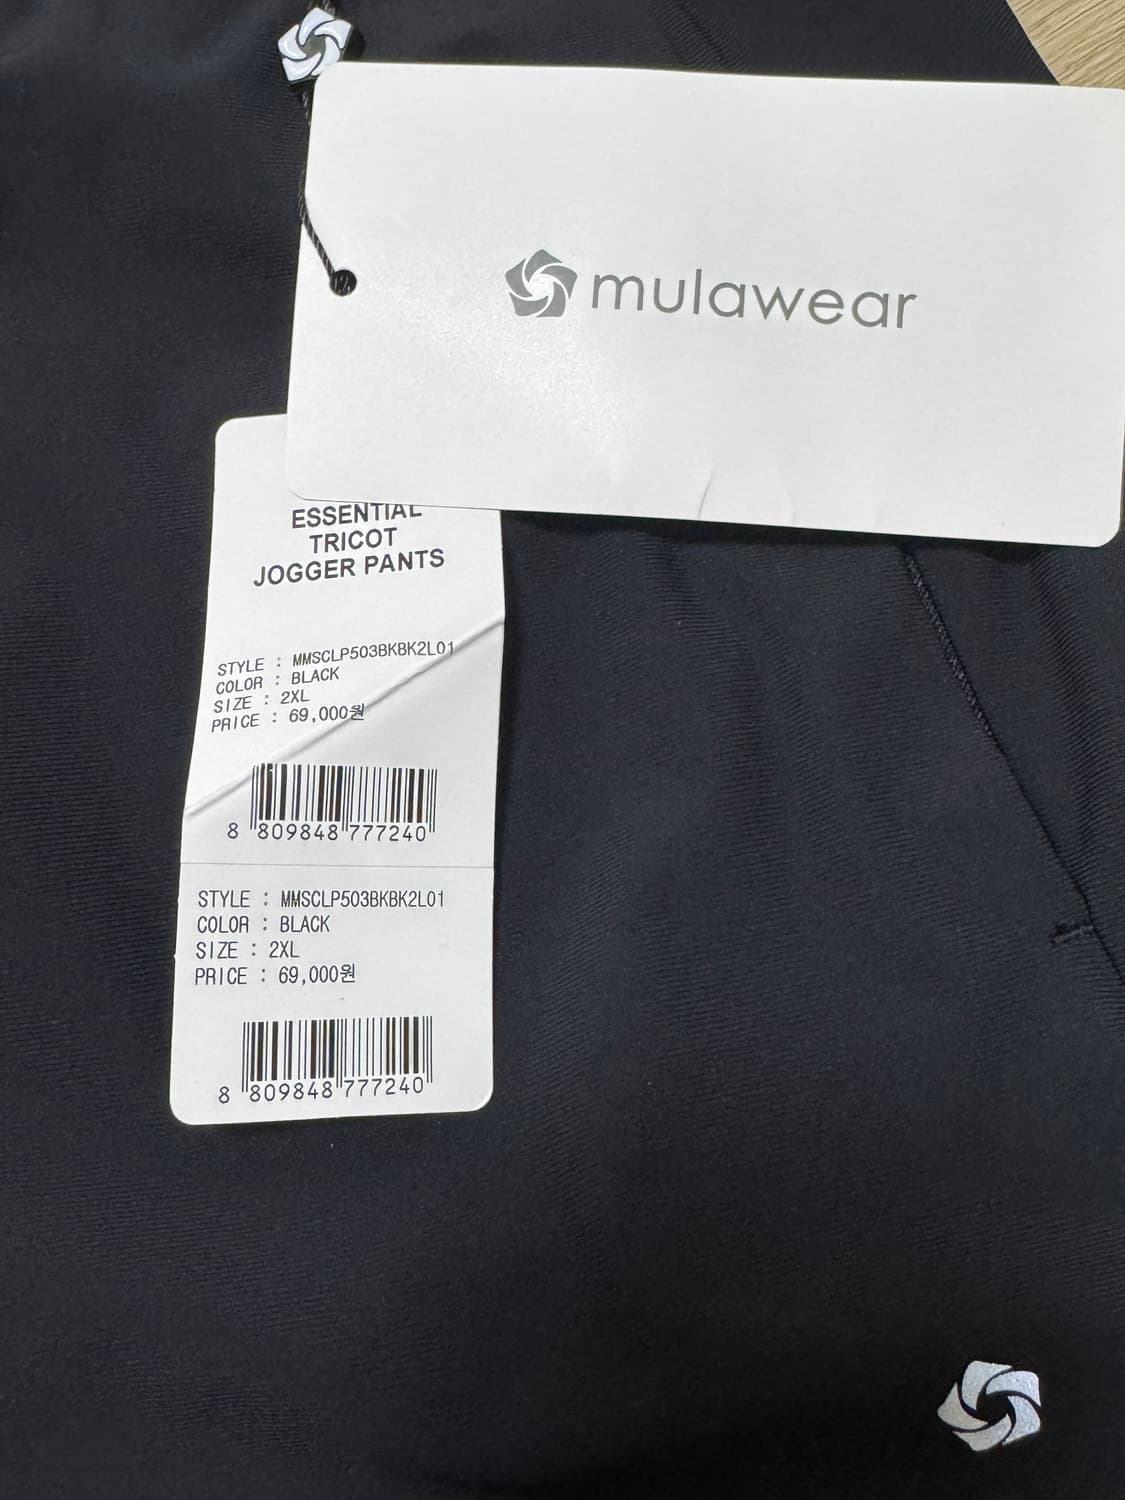 mulawear
ESSENTIAL
TRICOT
JOGGER PANTS
STYLE : MMSCLP503BKBK2L01
COLOR : BLACK
SIZE : 2XL
PRICE : 69,000원
8 809848 777240
STYLE : MMSCLP503BKBK2L01
COLOR : BLACK
SIZE : 2XL
PRICE : 69,000원
8 809848 777240